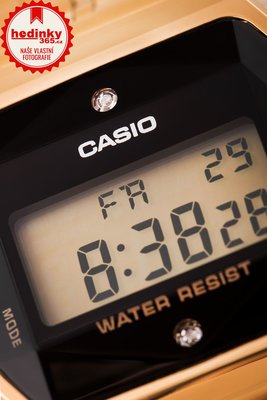 hedinky
365.cz
NAŠE VLASTNÍ
FOTOGRAFIE
CASIO
FR 29
8:38 28
WATER RESIST
MODE